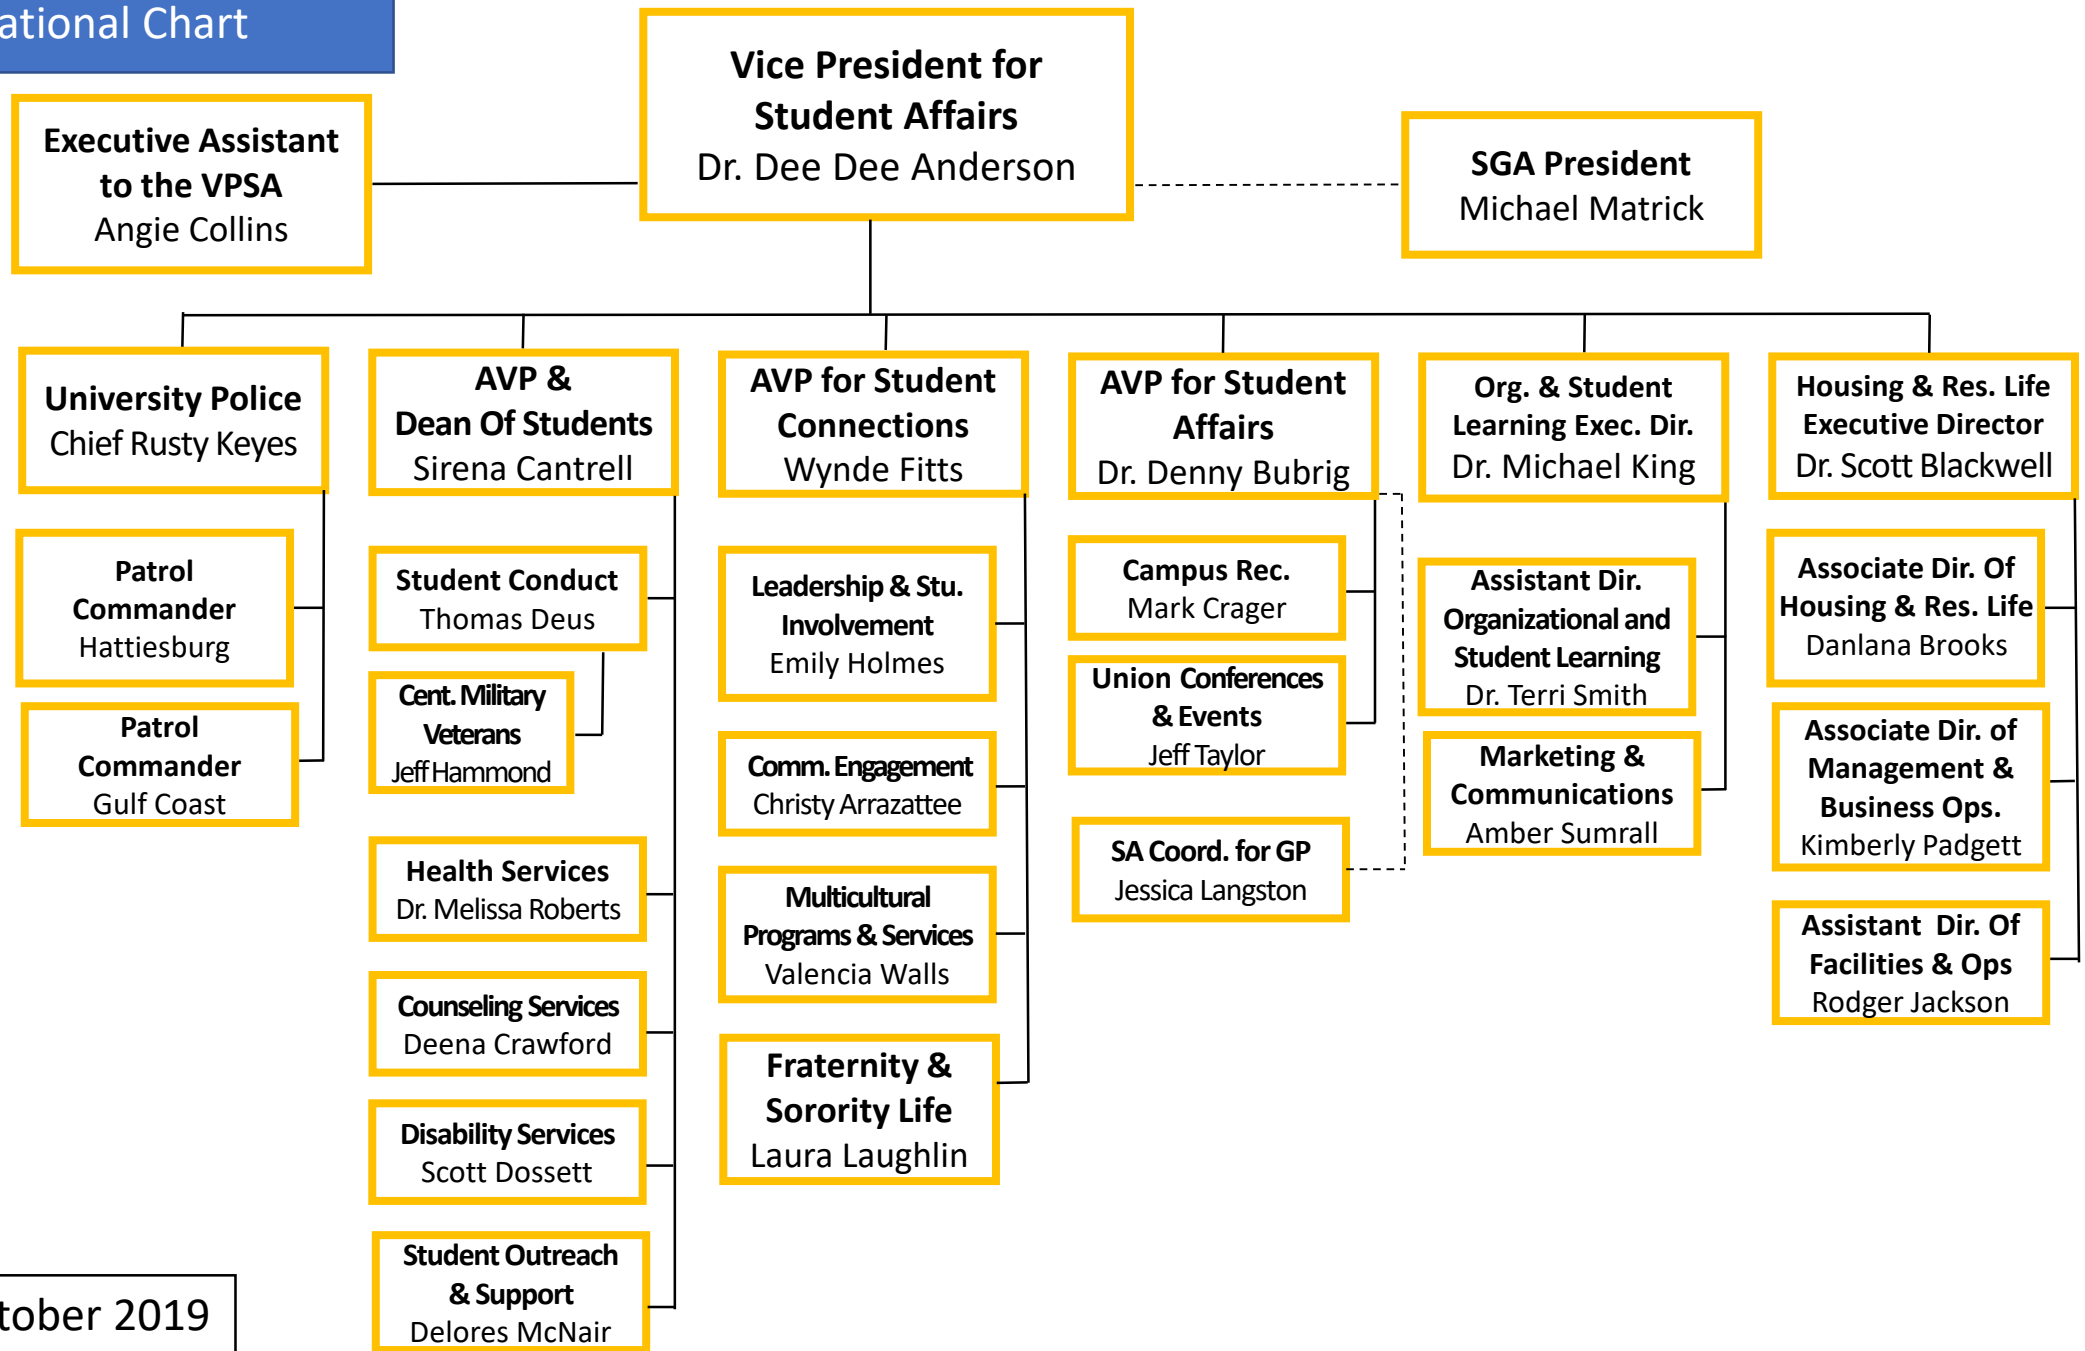 ational Chart
Vice President for
Student Affairs
Dr. Dee Dee Anderson
Executive Assistant
to the VPSA
Angie Collins
SGA President
Michael Matrick
University Police
Chief Rusty Keyes
Patrol
Commander
Hattiesburg
Patrol
Commander
Gulf Coast
AVP &
Dean Of Students
Sirena Cantrell
Student Conduct
Thomas Deus
Cent. Military
Veterans
Jeff Hammond
Health Services
Dr. Melissa Roberts
Counseling Services
Deena Crawford
Disability Services
Scott Dossett
Student Outreach
& Support
Delores McNair
AVP for Student
Connections
Wynde Fitts
Leadership & Stu.
Involvement
Emily Holmes
Comm. Engagement
Christy Arrazattee
Multicultural
Programs & Services
Valencia Walls
Fraternity &
Sorority Life
Laura Laughlin
AVP for Student
Affairs
Dr. Denny Bubrig
Campus Rec.
Mark Crager
Union Conferences
& Events
Jeff Taylor
SA Coord. for GP
Jessica Langston
Org. & Student
Learning Exec. Dir.
Dr. Michael King
Assistant Dir.
Organizational and
Student Learning
Dr. Terri Smith
Marketing &
Communications
Amber Sumrall
Housing & Res. Life
Executive Director
Dr. Scott Blackwell
Associate Dir. Of
Housing & Res. Life
Danlana Brooks
Associate Dir. of
Management &
Business Ops.
Kimberly Padgett
Assistant Dir. Of
Facilities & Ops
Rodger Jackson
tober 2019